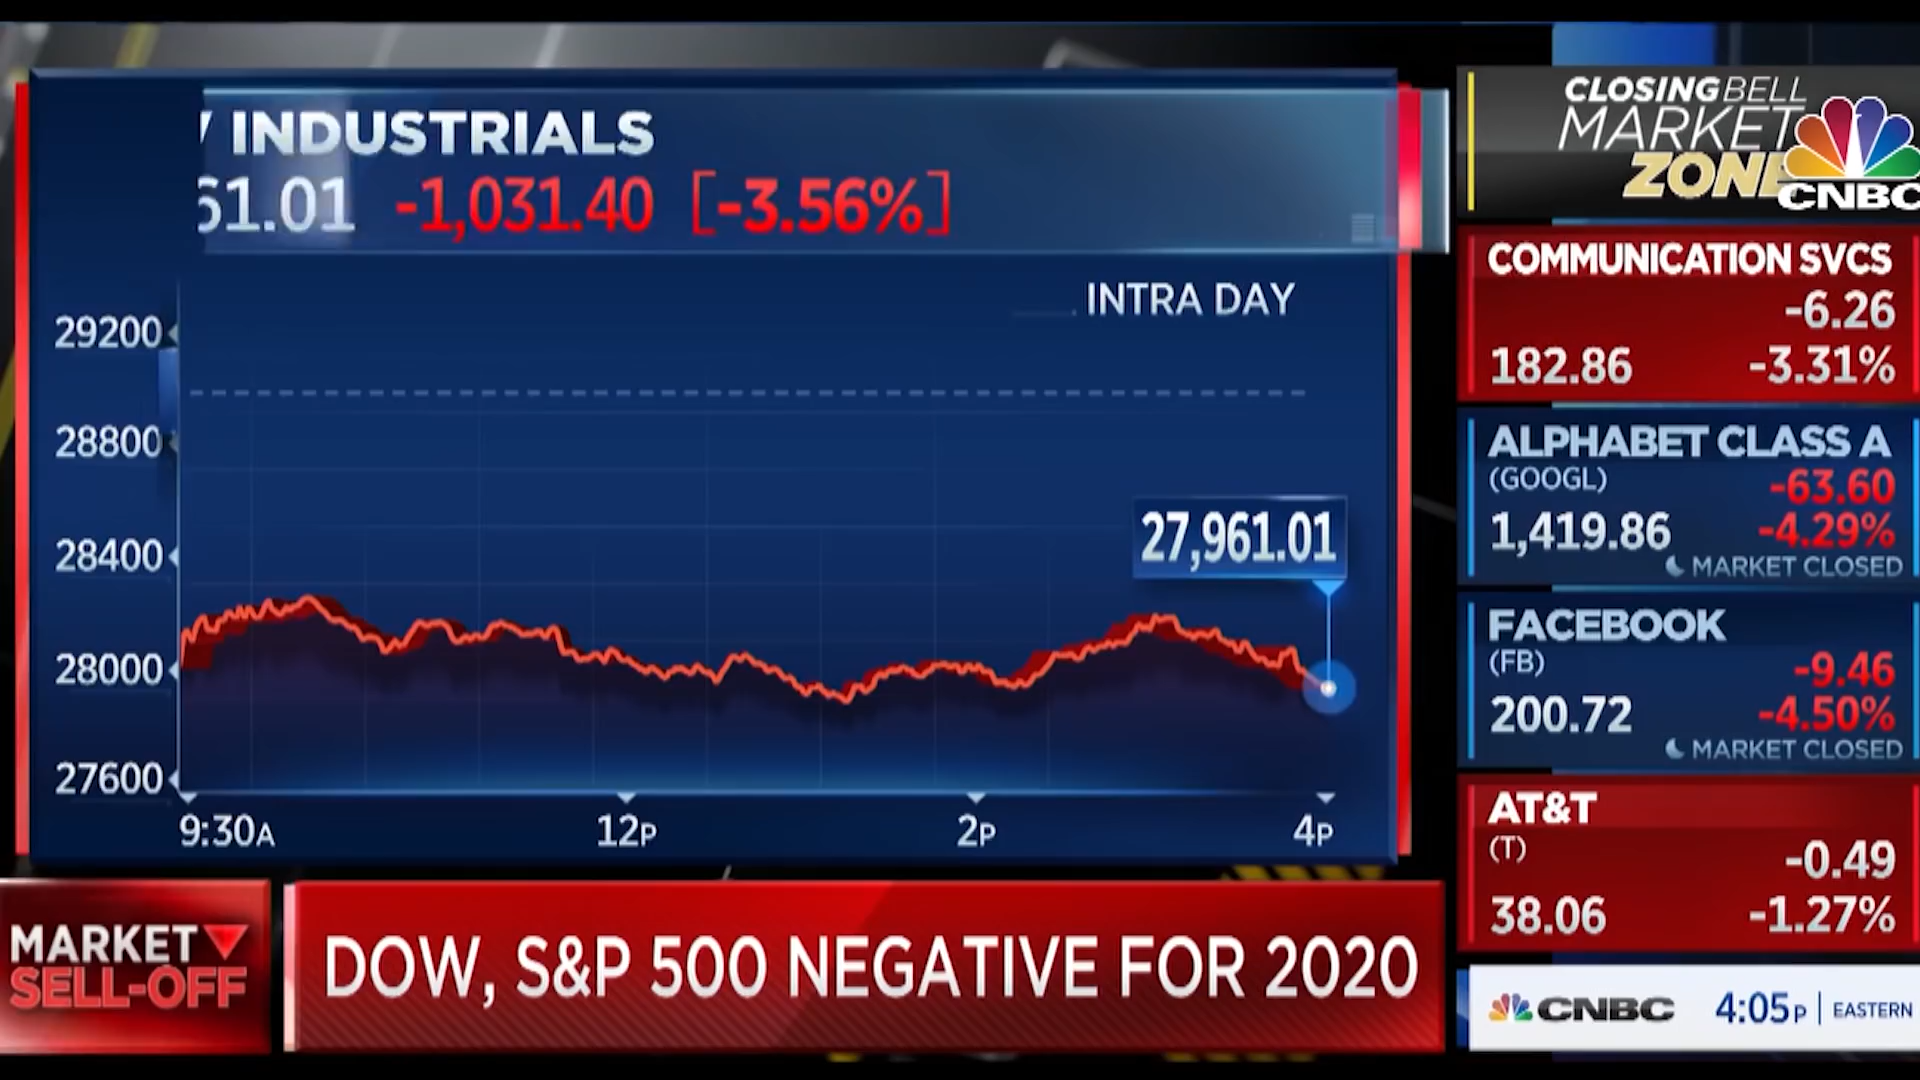 INDUSTRIALS
61.01 -1,031.40 [-3.56%]
INTRA DAY
29200
28800
28400
28000
27600
27,961.01
9:30A 12P 2P 4P
MARKET
SELL-OFF
DOW, S&P 500 NEGATIVE FOR 2020
CLOSING BELL
MARKET
ZONE
CNBC
COMMUNICATION SVCS
-6.26
182.86 -3.31%
ALPHABET CLASS A
(GOOGL) -63.60
1,419.86 -4.29%
MARKET CLOSED
FACEBOOK
(FB) -9.46
200.72 -4.50%
MARKET CLOSED
AT&T
(T) -0.49
38.06 -1.27%
CNBC 4:05P | EASTERN